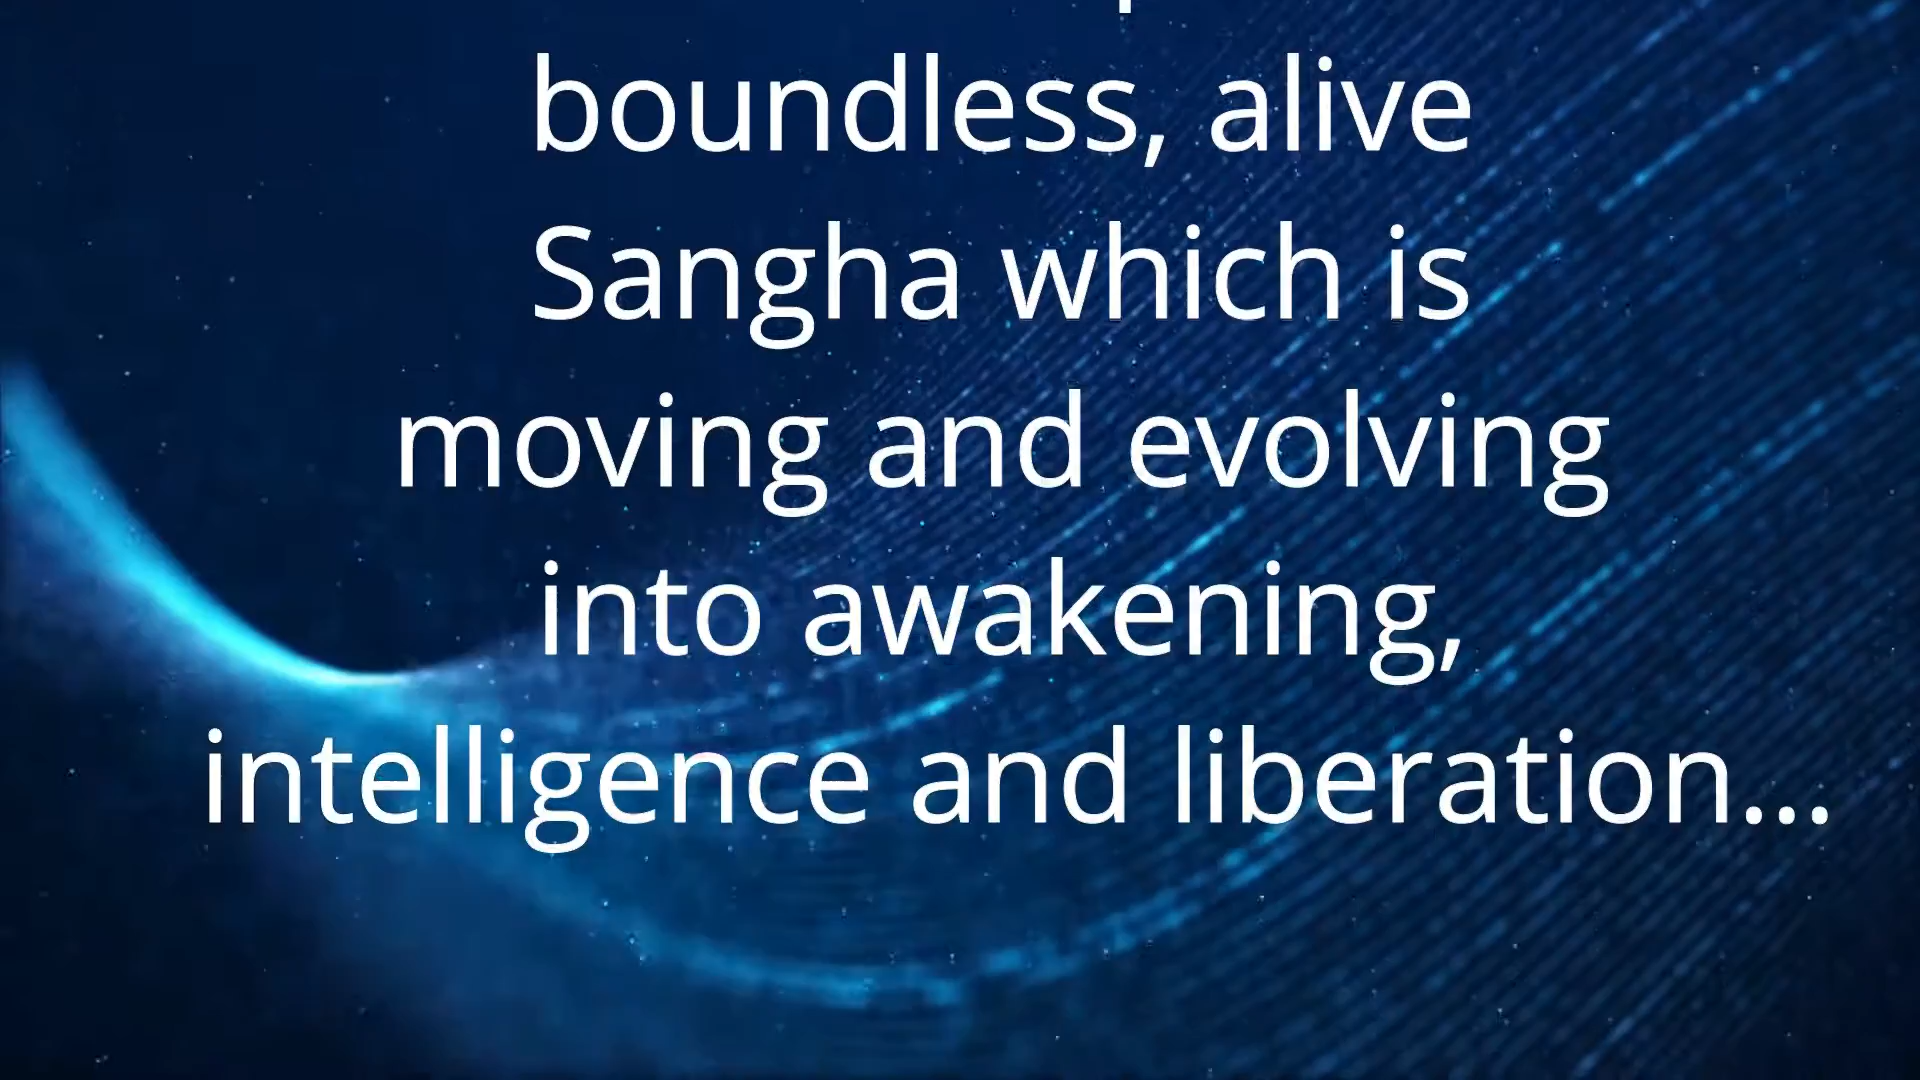 boundless, alive
Sangha which is
moving and evolving
into awakening,
intelligence and liberation...